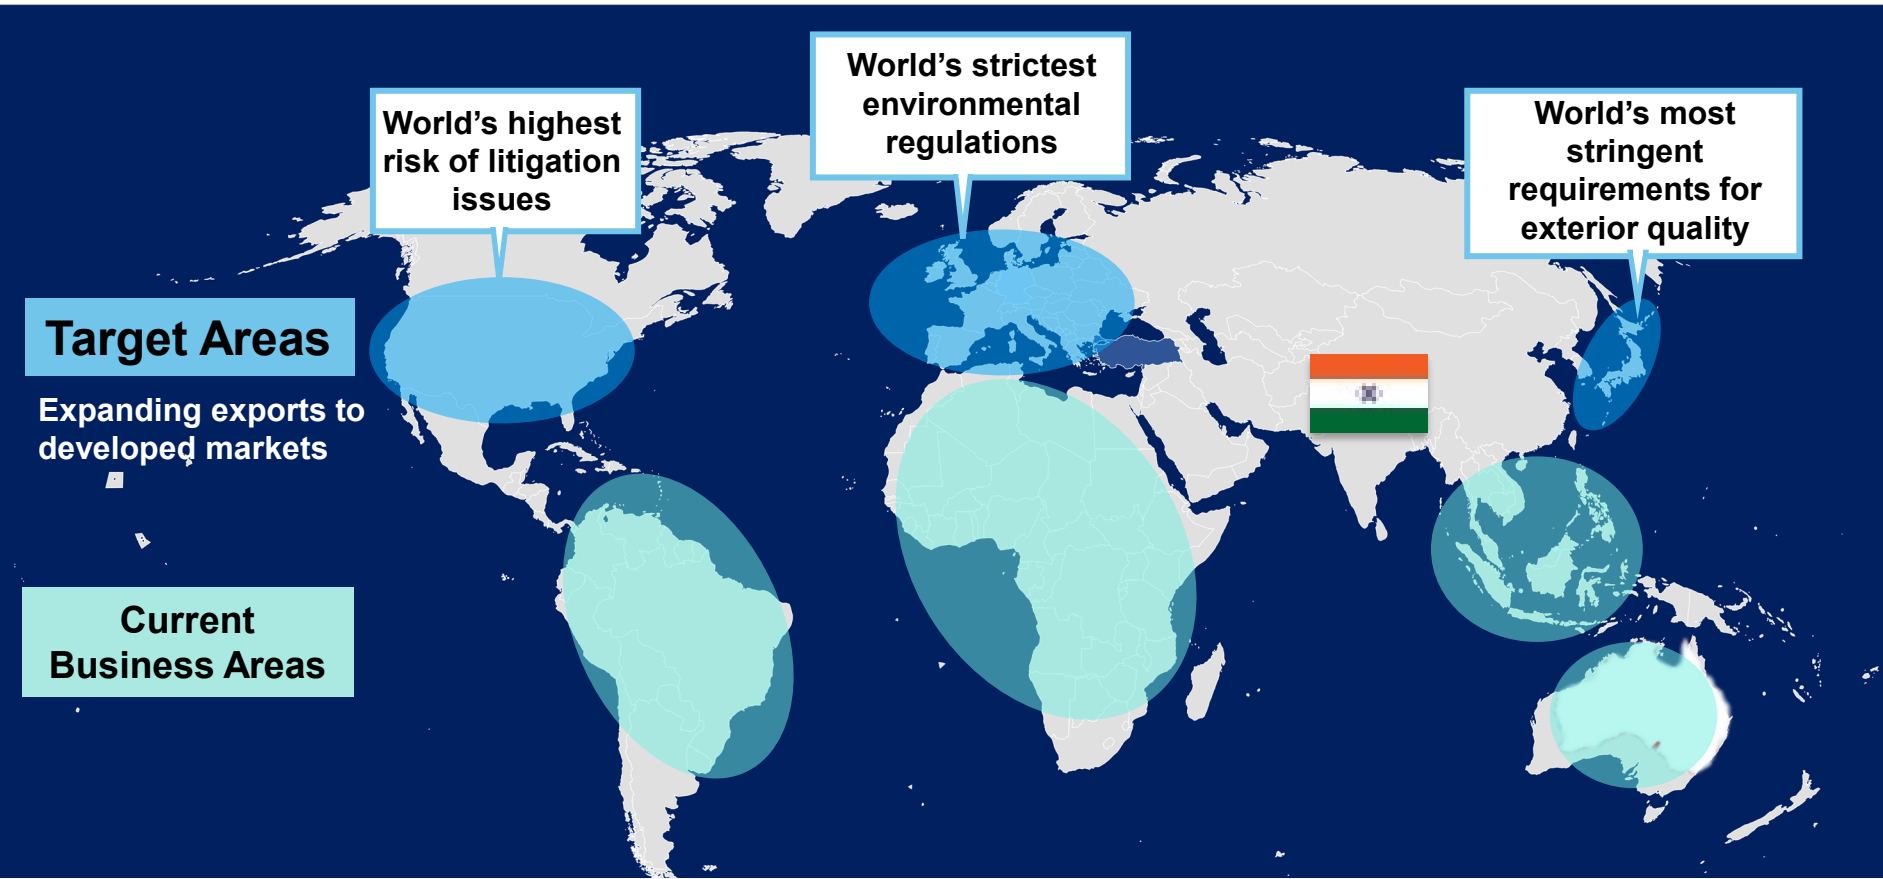 World’s highest
risk of litigation
issues
World’s strictest
environmental
regulations
World’s most
stringent
requirements for
exterior quality
Target Areas
Expanding exports to
developed markets
Current
Business Areas